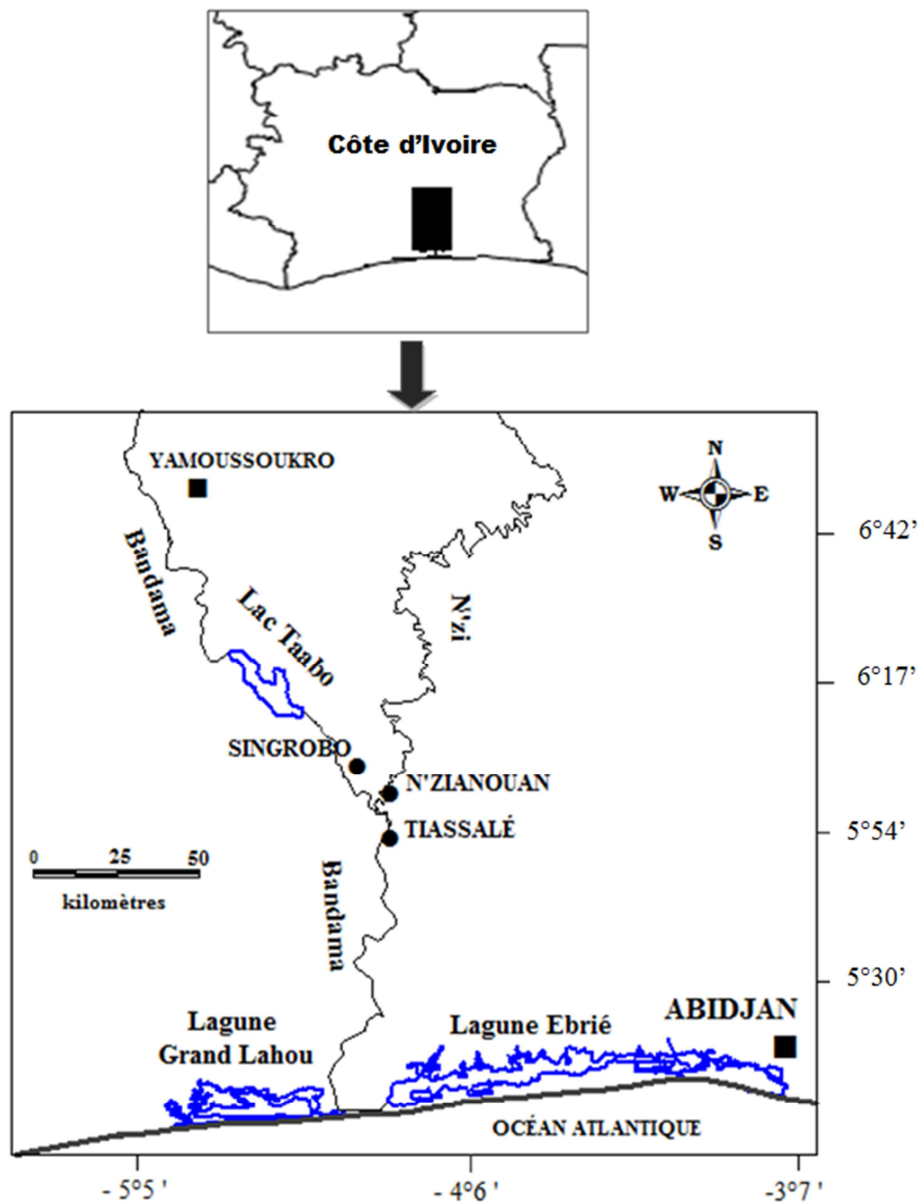 Côte d'Ivoire
YAMOUSSOUKRO
N
W
E
S
6°42'
Bandama
Lac Taabo
N'zi
6°17'
SINGROBO
N'ZIANOUAN
TIASSALÉ
5°54'
0 25 50
kilomètres
Bandama
5°30'
Lagune
Grand Lahou
Lagune Ebrié
ABIDJAN
OCÉAN ATLANTIQUE
- 5°5 '
- 4°6'
-3°7'